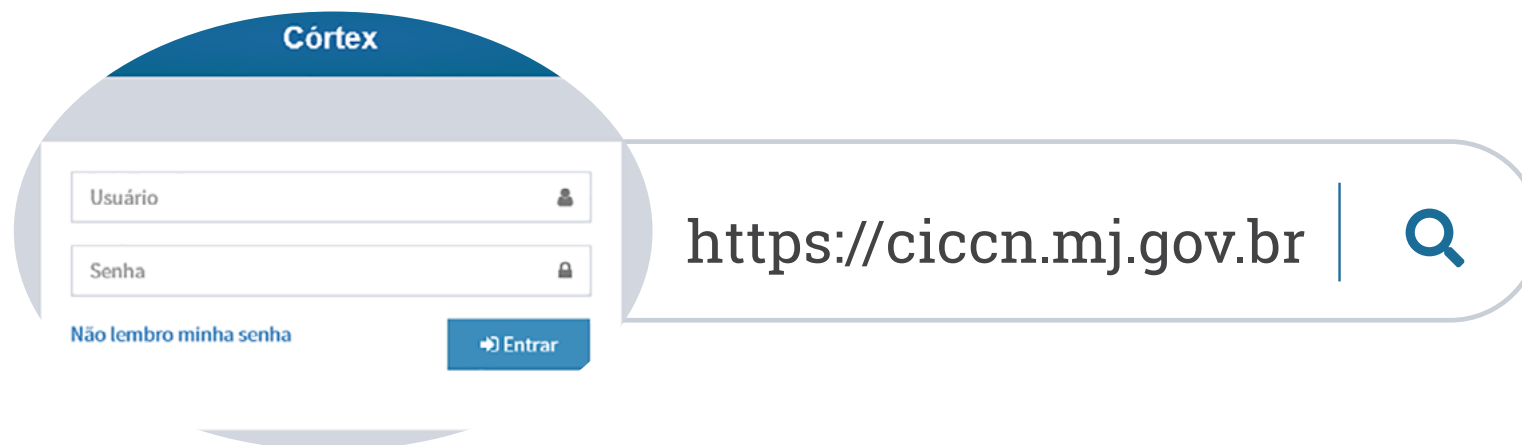 Córtex
Usuário
Senha
Não lembro minha senha
Entrar
https://ciccn.mj.gov.br